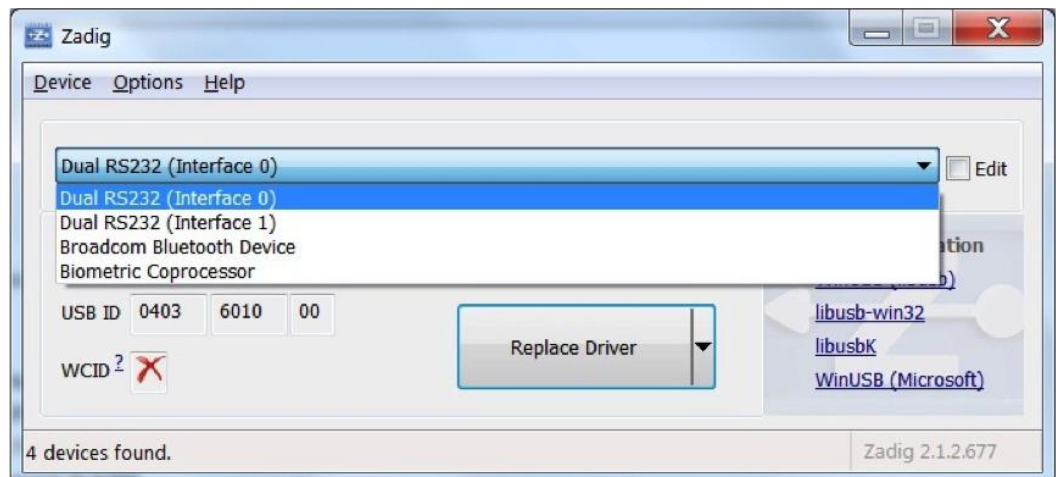 Zadig
Device Options Help
Dual RS232 (Interface 0)
Edit
Dual RS232 (Interface 0)
Dual RS232 (Interface 1)
Broadcom Bluetooth Device
Biometric Coprocessor
USB ID 0403 6010 00
WCID ?
Replace Driver
libusb-win32
libusbK
WinUSB (Microsoft)
4 devices found.
Zadig 2.1.2.677